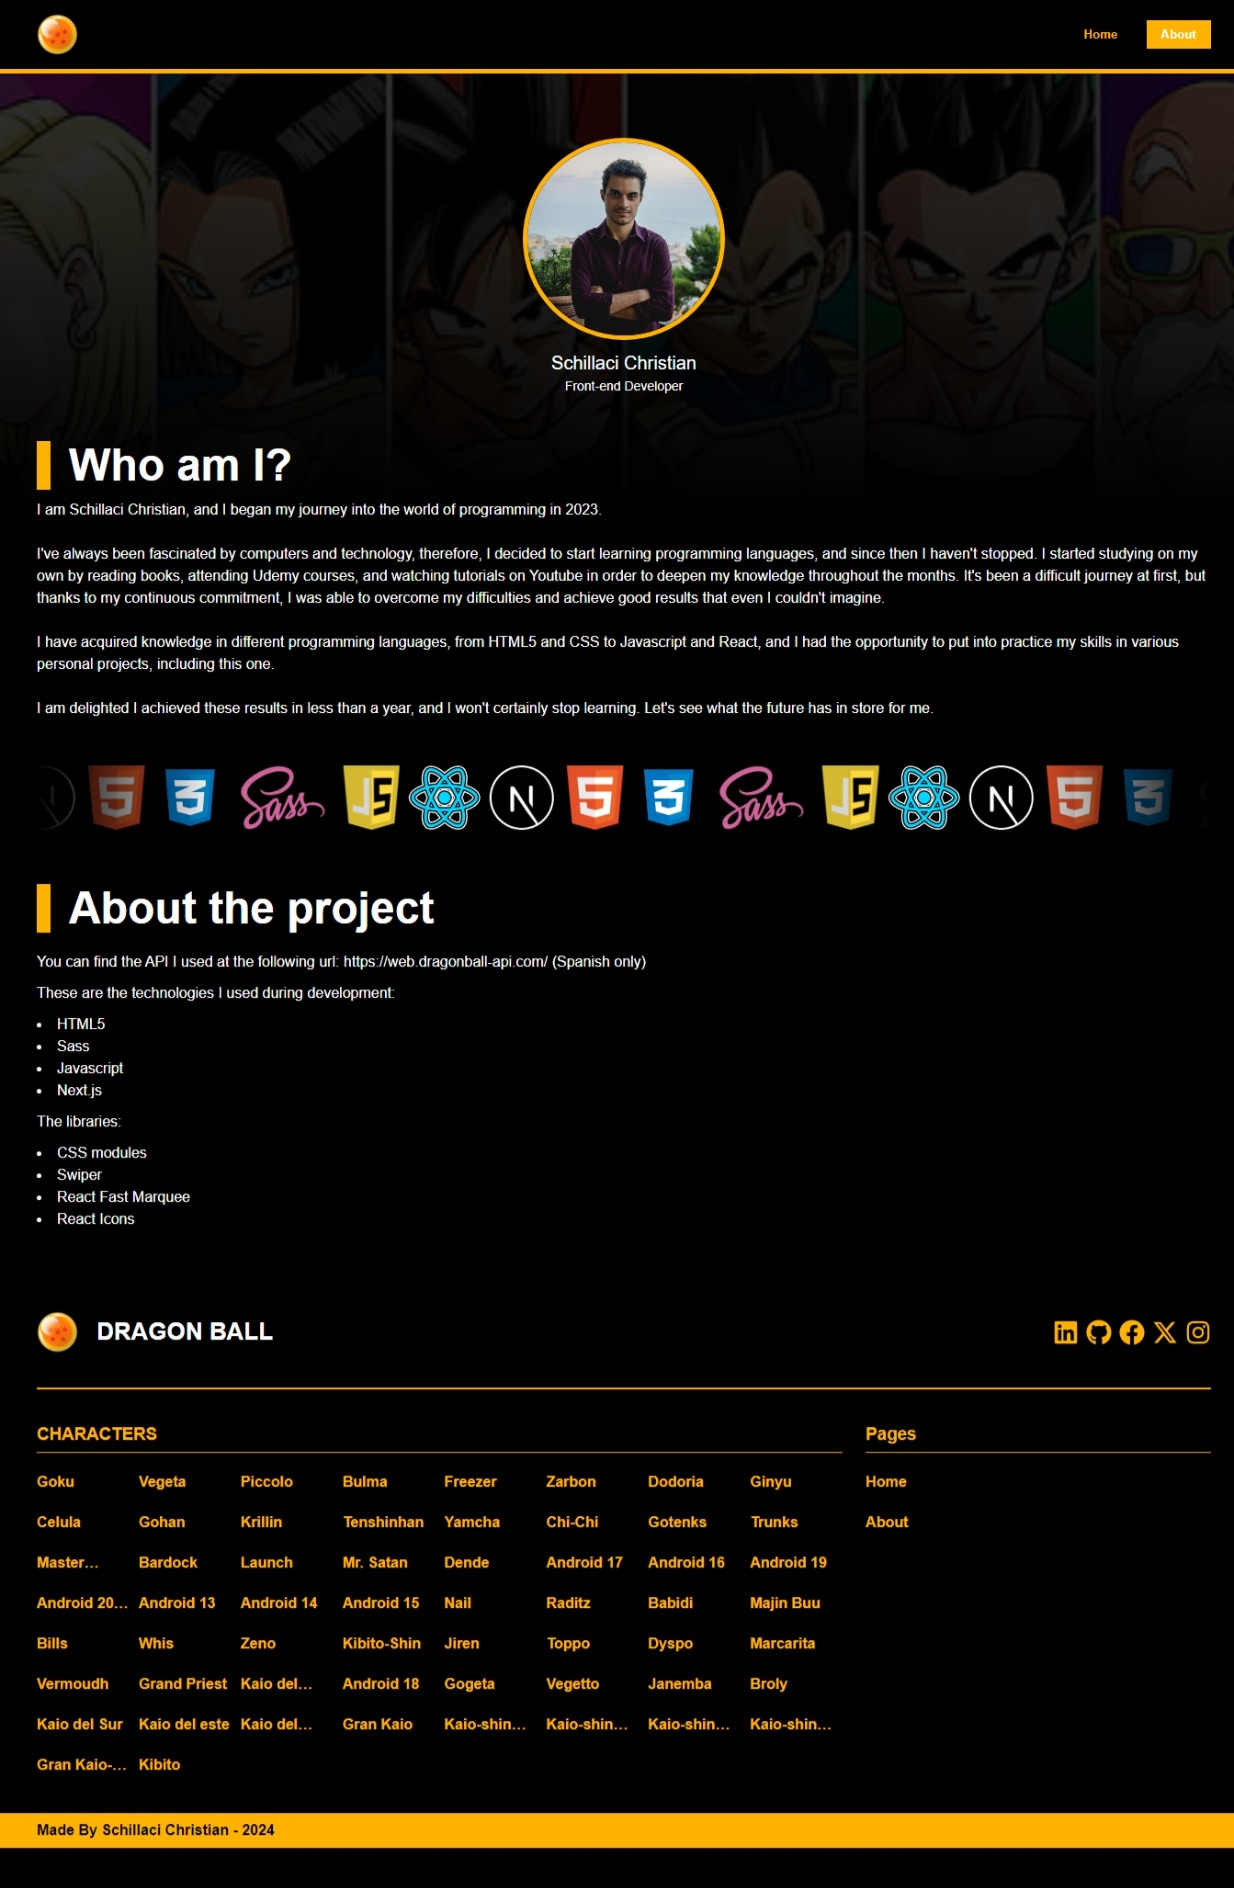 Home About
Schillaci Christian
Front-end Developer
Who am I?
I am Schillaci Christian, and I began my journey into the world of programming in 2023.
I've always been fascinated by computers and technology, therefore, I decided to start learning programming languages, and since then I haven't stopped. I started studying on my
own by reading books, attending Udemy courses, and watching tutorials on Youtube in order to deepen my knowledge throughout the months. It's been a difficult journey at first, but
thanks to my continuous commitment, I was able to overcome my difficulties and achieve good results that even I couldn't imagine.
I have acquired knowledge in different programming languages, from HTML5 and CSS to Javascript and React, and I had the opportunity to put into practice my skills in various
personal projects, including this one.
I am delighted I achieved these results in less than a year, and I won't certainly stop learning. Let's see what the future has in store for me.
N 5 3 Sass JS N 5 3 Sass JS N 5 3
About the project
You can find the API I used at the following url: https://web.dragonball-api.com/ (Spanish only)
These are the technologies I used during development:
• HTML5
• Sass
• Javascript
• Next.js
The libraries:
• CSS modules
• Swiper
• React Fast Marquee
• React Icons
DRAGON BALL in X
CHARACTERS Pages
Goku Vegeta Piccolo Bulma Freezer Zarbon Dodoria Ginyu Home
Celula Gohan Krillin Tenshinhan Yamcha Chi-Chi Gotenks Trunks About
Master... Bardock Launch Mr. Satan Dende Android 17 Android 16 Android 19
Android 20... Android 13 Android 14 Android 15 Nail Raditz Babidi Majin Buu
Bills Whis Zeno Kibito-Shin Jiren Toppo Dyspo Marcarita
Vermoudh Grand Priest Kaio del... Android 18 Gogeta Vegetto Janemba Broly
Kaio del Sur Kaio del este Kaio del... Gran Kaio Kaio-shin... Kaio-shin... Kaio-shin... Kaio-shin...
Gran Kaio-... Kibito
Made By Schillaci Christian - 2024